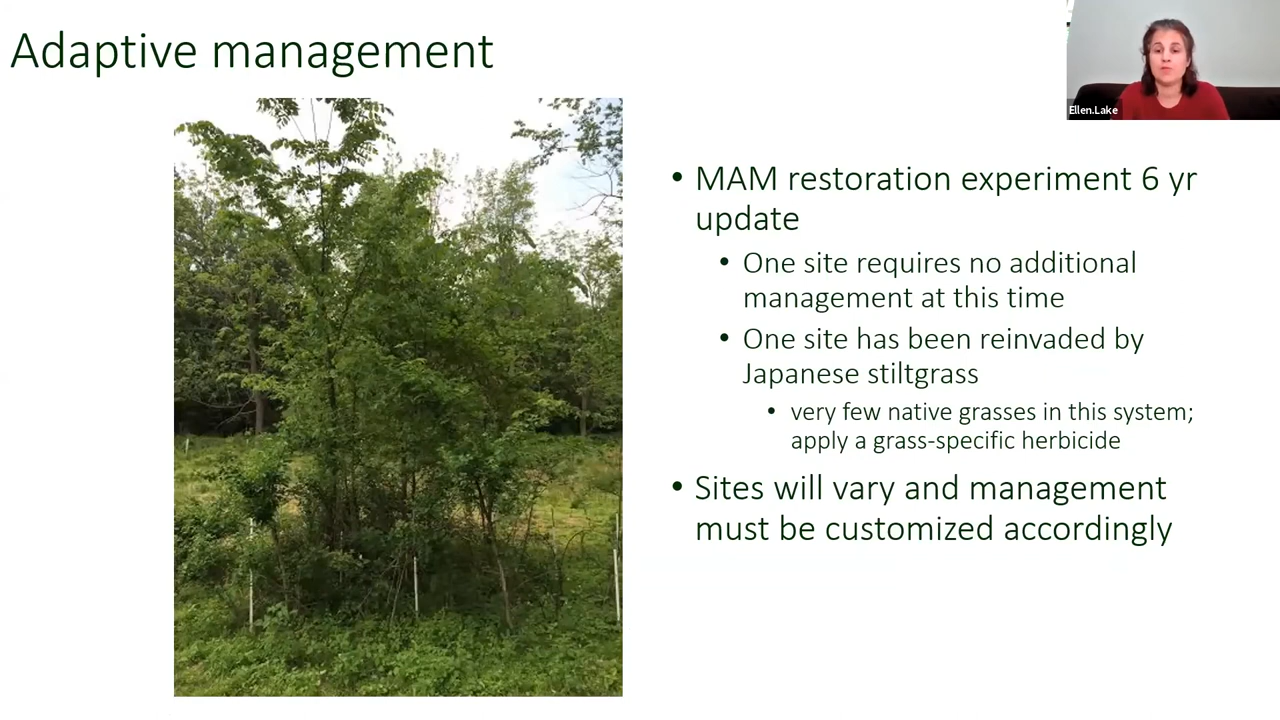 Adaptive management
Ellen.Lake
• MAM restoration experiment 6 yr
update
• One site requires no additional
management at this time
• One site has been reinvaded by
Japanese stiltgrass
• very few native grasses in this system;
apply a grass-specific herbicide
• Sites will vary and management
must be customized accordingly